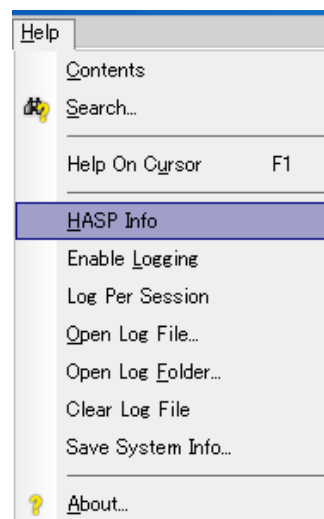 Help
Contents
Search...
Help On Cursor F1
HASP Info
Enable Logging
Log Per Session
Open Log File...
Open Log Folder...
Clear Log File
Save System Info...
About...